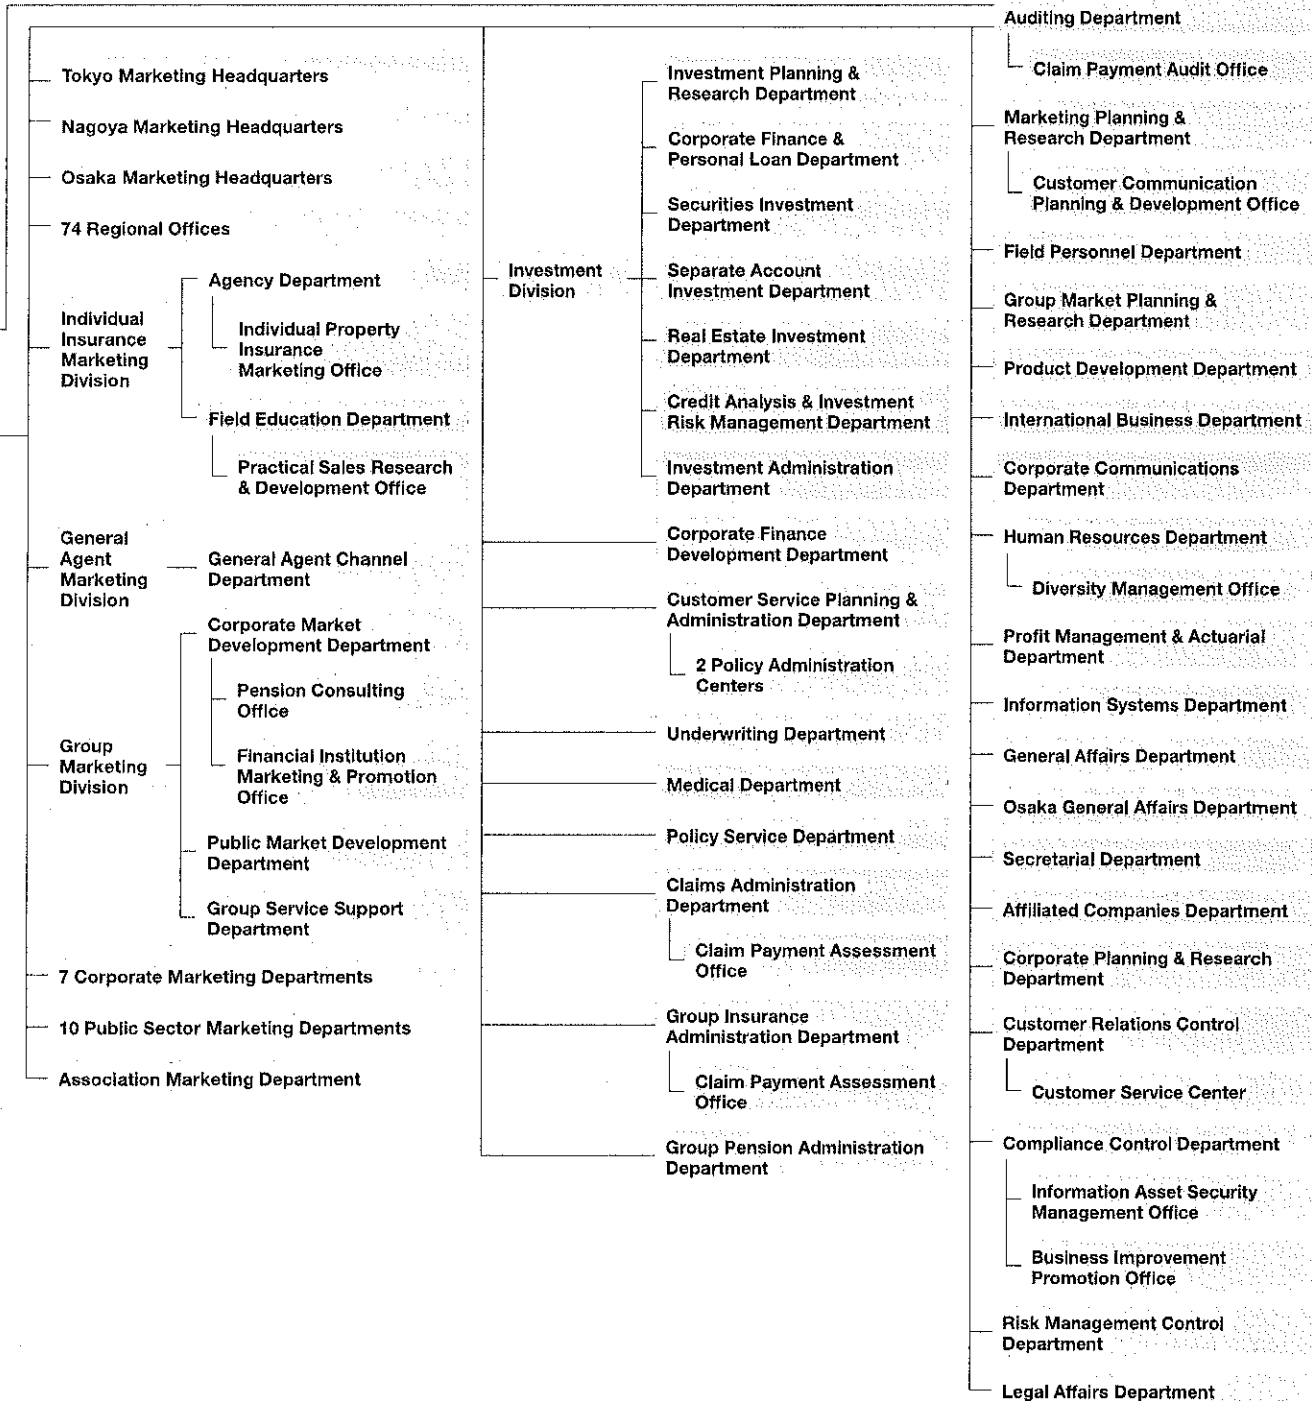 Tokyo Marketing Headquarters
Nagoya Marketing Headquarters
Osaka Marketing Headquarters
74 Regional Offices
Individual
Insurance
Marketing
Division
Agency Department
Individual Property
Insurance
Marketing Office
Field Education Department
Practical Sales Research
& Development Office
General
Agent
Marketing
Division
General Agent Channel
Department
Group
Marketing
Division
Corporate Market
Development Department
Pension Consulting
Office
Financial Institution
Marketing & Promotion
Office
Public Market Development
Department
Group Service Support
Department
7 Corporate Marketing Departments
10 Public Sector Marketing Departments
Association Marketing Department
Investment
Division
Investment Planning &
Research Department
Corporate Finance &
Personal Loan Department
Securities Investment
Department
Separate Account
Investment Department
Real Estate Investment
Department
Credit Analysis & Investment
Risk Management Department
Investment Administration
Department
Corporate Finance
Development Department
Customer Service Planning &
Administration Department
2 Policy Administration
Centers
Underwriting Department
Medical Department
Policy Service Department
Claims Administration
Department
Claim Payment Assessment
Office
Group Insurance
Administration Department
Claim Payment Assessment
Office
Group Pension Administration
Department
Auditing Department
Claim Payment Audit Office
Marketing Planning &
Research Department
Customer Communication
Planning & Development Office
Field Personnel Department
Group Market Planning &
Research Department
Product Development Department
International Business Department
Corporate Communications
Department
Human Resources Department
Diversity Management Office
Profit Management & Actuarial
Department
Information Systems Department
General Affairs Department
Osaka General Affairs Department
Secretarial Department
Affiliated Companies Department
Corporate Planning & Research
Department
Customer Relations Control
Department
Customer Service Center
Compliance Control Department
Information Asset Security
Management Office
Business Improvement
Promotion Office
Risk Management Control
Department
Legal Affairs Department